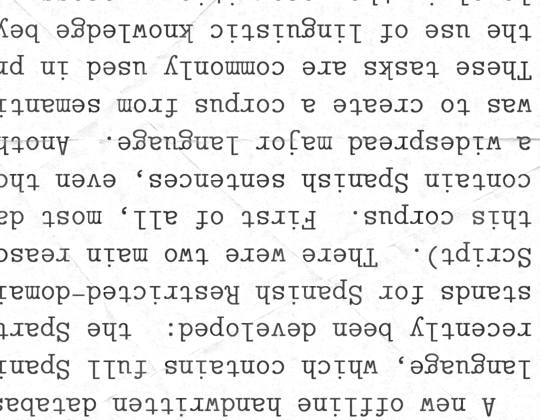 A new offline handwritten databas
language, which contains full Spani
recently been developed: the Spart
stands for Spanish Restricted-domai
Script). There were two main reaso
this corpus. First of all, most da
contain Spanish sentences, even tho
a widespread major language. Anoth
was to create a corpus from semanti
These tasks are commonly used in pr
the use of linguistic knowledge bey